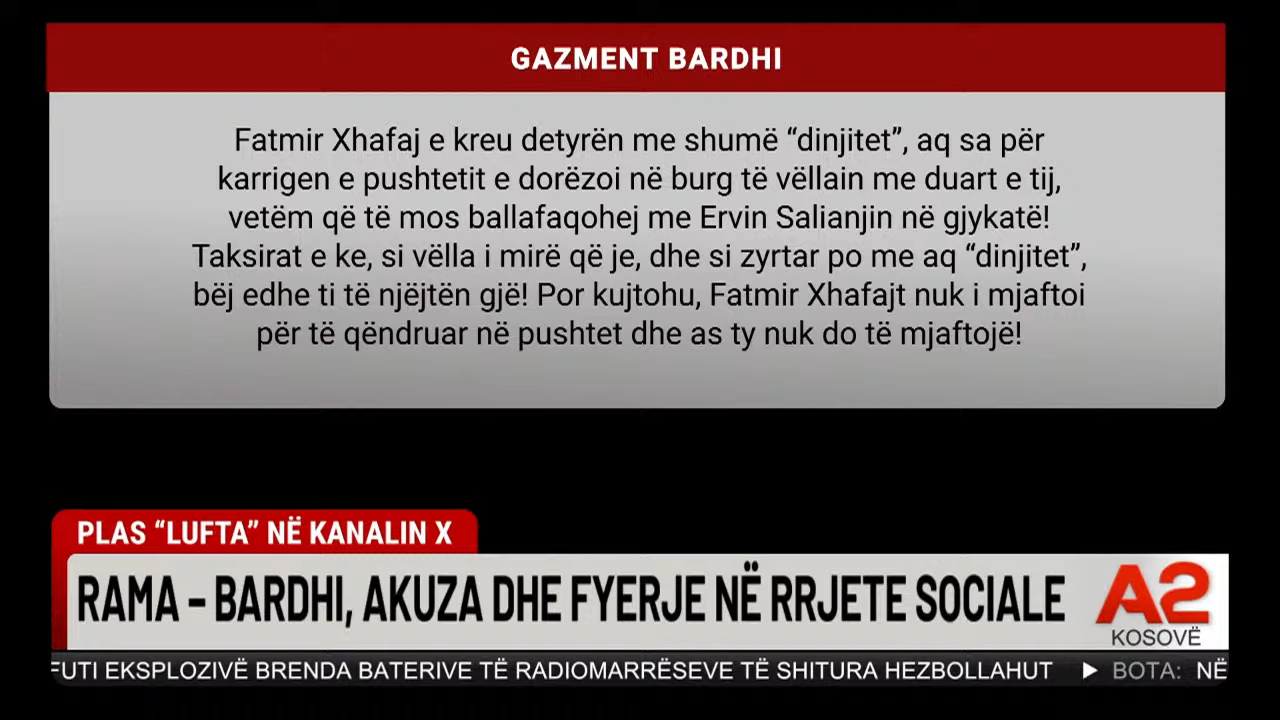 GAZMENT BARDHI
Fatmir Xhafaj e kreu detyrën me shumë “dinjitet”, aq sa për
karrigen e pushtetit e dorëzoi në burg të vëllain me duart e tij,
vetëm që të mos ballafaqohej me Ervin Salianjin në gjykatë!
Taksirat e ke, si vëlla i mirë që je, dhe si zyrtar po me aq “dinjitet”,
bëj edhe ti të njëjtën gjë! Por kujtohu, Fatmir Xhafajt nuk i mjaftoi
për të qëndruar në pushtet dhe as ty nuk do të mjaftojë!
PLAS “LUFTA” NË KANALIN X
RAMA – BARDHI, AKUZA DHE FYERJE NË RRJETE SOCIALE
A2
KOSOVË
FUTI EKSPLOZIVË BRENDA BATERIVE TË RADIOMARRËSEVE TË SHITURA HEZBOLLAHUT ▶ BOTA: NË